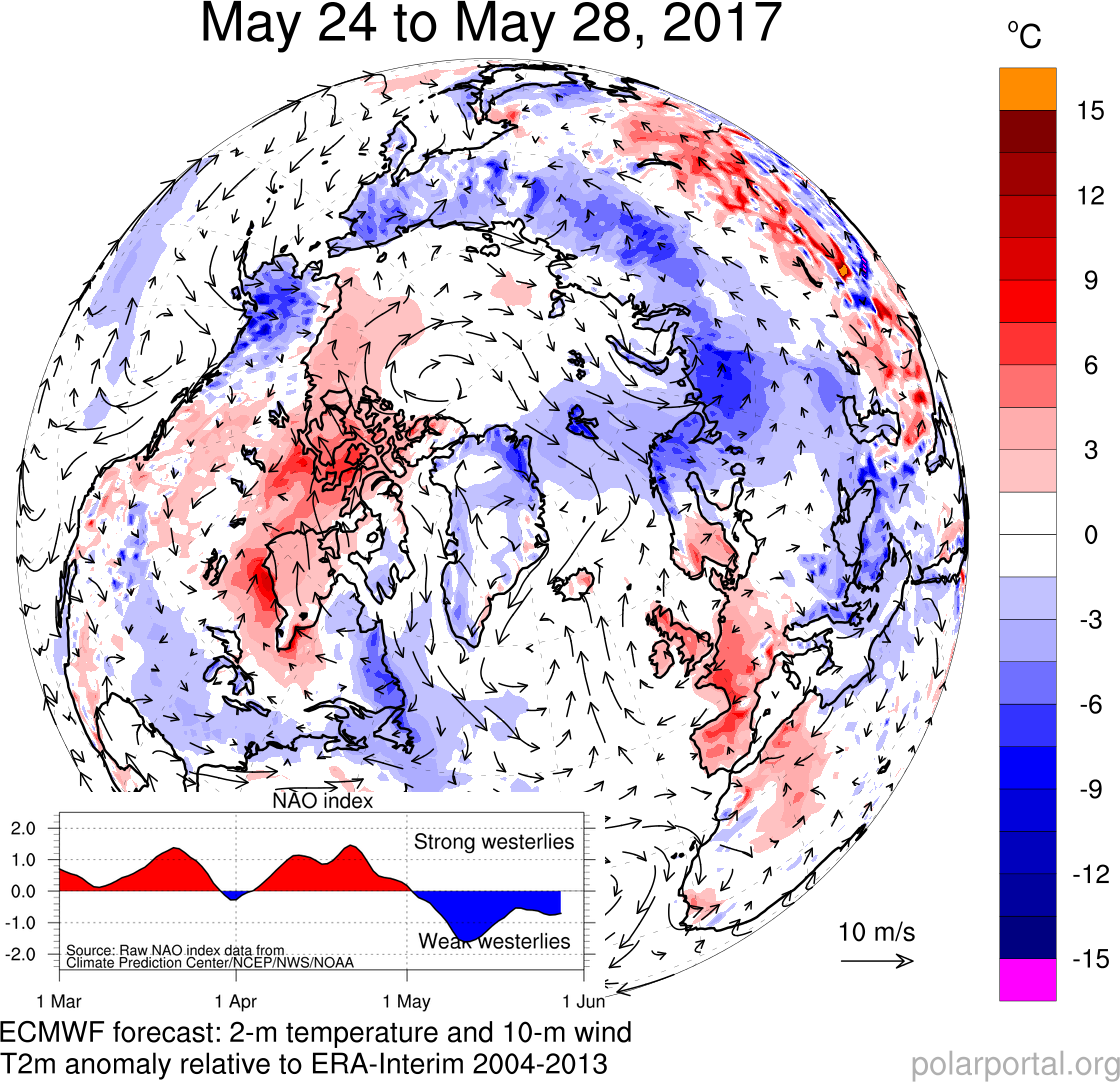 May 24 to May 28, 2017
oC
15
12
9
6
3
0
-3
-6
-9
-12
-15
10 m/s
NAO index
2.0
1.0
0.0
-1.0
-2.0
Strong westerlies
Weak westerlies
Source: Raw NAO index data from
Climate Prediction Center/NCEP/NWS/NOAA
1 Mar 1 Apr 1 May 1 Jun
ECMWF forecast: 2-m temperature and 10-m wind
T2m anomaly relative to ERA-Interim 2004-2013
polarportal.org